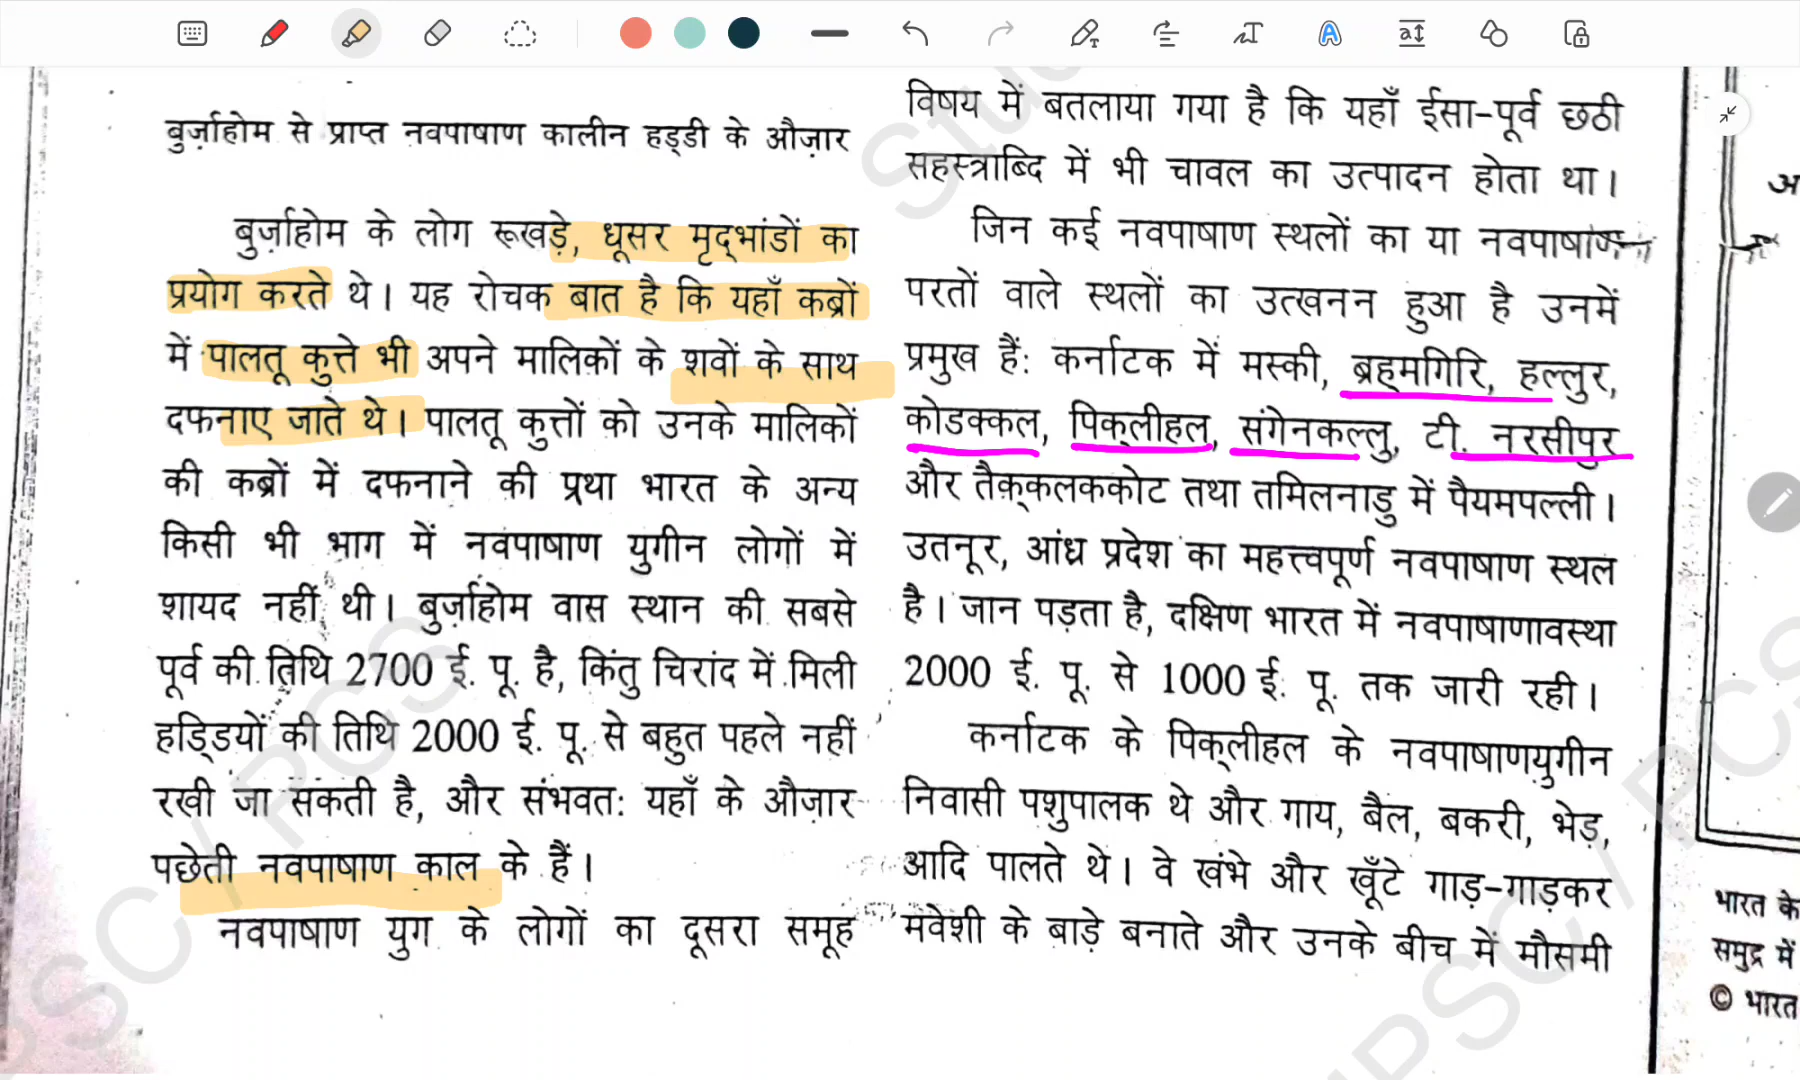 बुर्ज़ाहोम से प्राप्त नवपाषाण कालीन हड्डी के औज़ार
बुर्ज़ाहोम के लोग रूखड़े, धूसर मृद्भांडों का
प्रयोग करते थे। यह रोचक बात है कि यहाँ कब्रों
में पालतू कुत्ते भी अपने मालिकों के शवों के साथ
दफनाए जाते थे। पालतू कुत्तों को उनके मालिकों
की कब्रों में दफनाने की प्रथा भारत के अन्य
किसी भी भाग में नवपाषाण युगीन लोगों में
शायद नहीं थी। बुर्ज़ाहोम वास स्थान की सबसे
पूर्व की तिथि 2700 ई. पू. है, किंतु चिरांद में मिली
हड्डियों की तिथि 2000 ई. पू. से बहुत पहले नहीं
रखी जा सकती है, और संभवतः यहाँ के औज़ार
पछेती नवपाषाण काल के हैं।
नवपाषाण युग के लोगों का दूसरा समूह
विषय में बतलाया गया है कि यहाँ ईसा-पूर्व छठी
सहस्त्राब्दि में भी चावल का उत्पादन होता था।
जिन कई नवपाषाण स्थलों का या नवपाषाण
परतों वाले स्थलों का उत्खनन हुआ है उनमें
प्रमुख हैं: कर्नाटक में मस्की, ब्रह्मगिरि, हल्लुर,
कोडक्कल, पिक्लीहल, संगेनकल्लु, टी. नरसीपुर
और तैक्कलककोट तथा तमिलनाडु में पैयमपल्ली।
उतनूर, आंध्र प्रदेश का महत्त्वपूर्ण नवपाषाण स्थल
है। जान पड़ता है, दक्षिण भारत में नवपाषाणावस्था
2000 ई. पू. से 1000 ई. पू. तक जारी रही।
कर्नाटक के पिक्लीहल के नवपाषाणयुगीन
निवासी पशुपालक थे और गाय, बैल, बकरी, भेड़,
आदि पालते थे। वे खंभे और खूँटे गाड़-गाड़कर
मवेशी के बाड़े बनाते और उनके बीच में मौसमी
भारत के
समुद्र में
© भारत